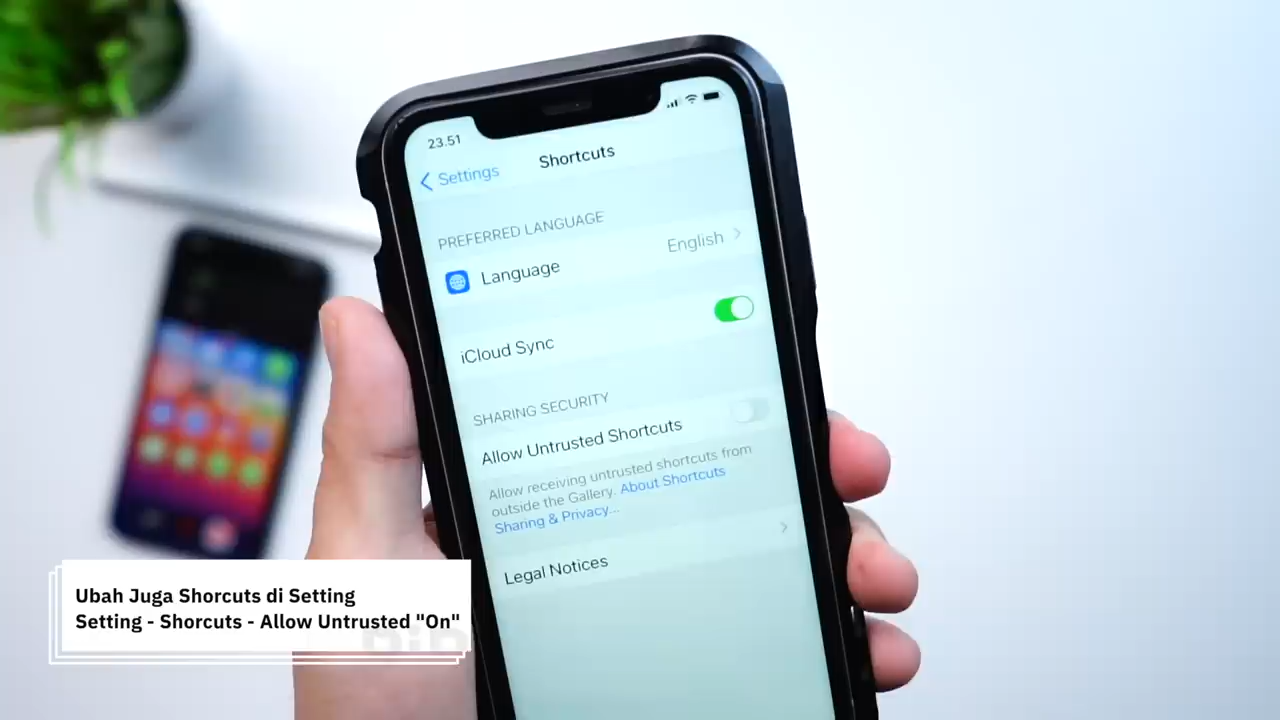 23.51
Settings
Shortcuts
PREFERRED LANGUAGE
Language
English
iCloud Sync
SHARING SECURITY
Allow Untrusted Shortcuts
Allow receiving untrusted shortcuts from
outside the Gallery. About Shortcuts
Sharing & Privacy...
Legal Notices
Ubah Juga Shorcuts di Setting
Setting - Shorcuts - Allow Untrusted "On"